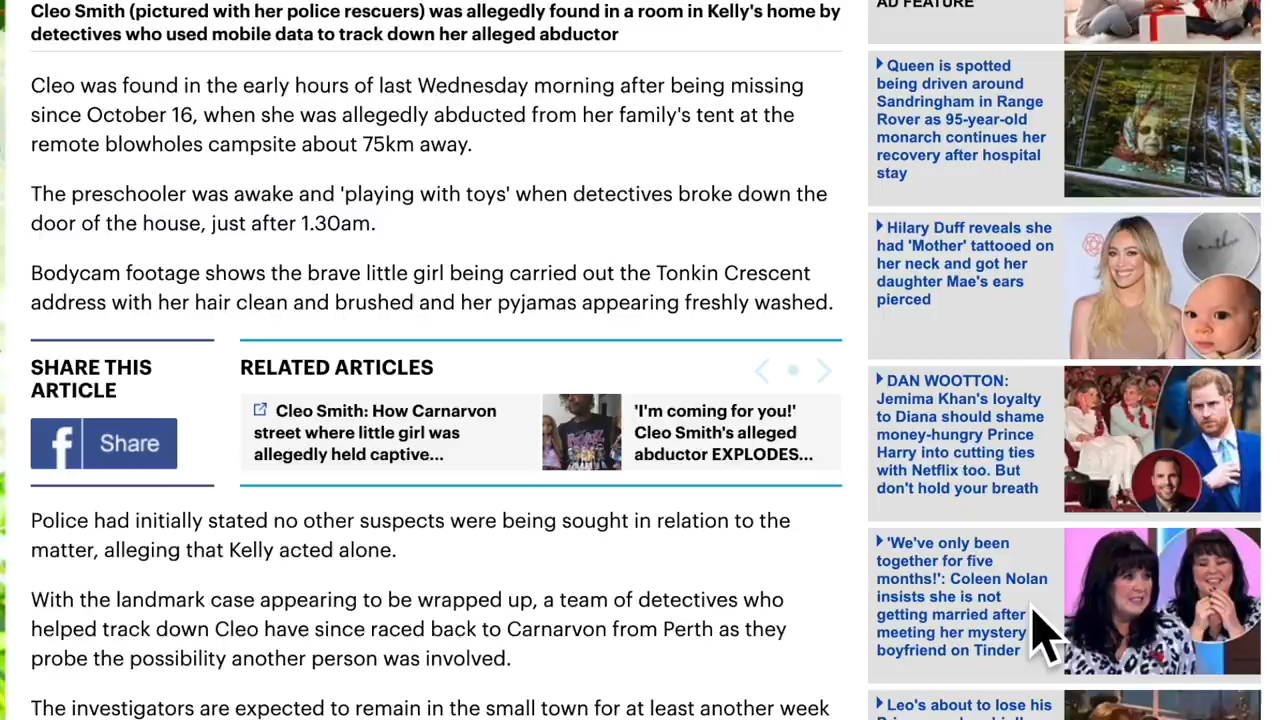 Cleo Smith (pictured with her police rescuers) was allegedly found in a room in Kelly's home by
detectives who used mobile data to track down her alleged abductor
Cleo was found in the early hours of last Wednesday morning after being missing
since October 16, when she was allegedly abducted from her family's tent at the
remote blowholes campsite about 75km away.
The preschooler was awake and 'playing with toys' when detectives broke down the
door of the house, just after 1.30am.
Bodycam footage shows the brave little girl being carried out the Tonkin Crescent
address with her hair clean and brushed and her pyjamas appearing freshly washed.
SHARE THIS
ARTICLE
f Share
RELATED ARTICLES
Cleo Smith: How Carnarvon
street where little girl was
allegedly held captive...
'I'm coming for you!'
Cleo Smith's alleged
abductor EXPLODES...
Police had initially stated no other suspects were being sought in relation to the
matter, alleging that Kelly acted alone.
With the landmark case appearing to be wrapped up, a team of detectives who
helped track down Cleo have since raced back to Carnarvon from Perth as they
probe the possibility another person was involved.
The investigators are expected to remain in the small town for at least another week
AD FEATURE
Queen is spotted
being driven around
Sandringham in Range
Rover as 95-year-old
monarch continues her
recovery after hospital
stay
Hilary Duff reveals she
had 'Mother' tattooed on
her neck and got her
daughter Mae's ears
pierced
DAN WOOTTON:
Jemima Khan's loyalty
to Diana should shame
money-hungry Prince
Harry into cutting ties
with Netflix too. But
don't hold your breath
'We've only been
together for five
months!': Coleen Nolan
insists she is not
getting married after
meeting her mystery
boyfriend on Tinder
Leo's about to lose his